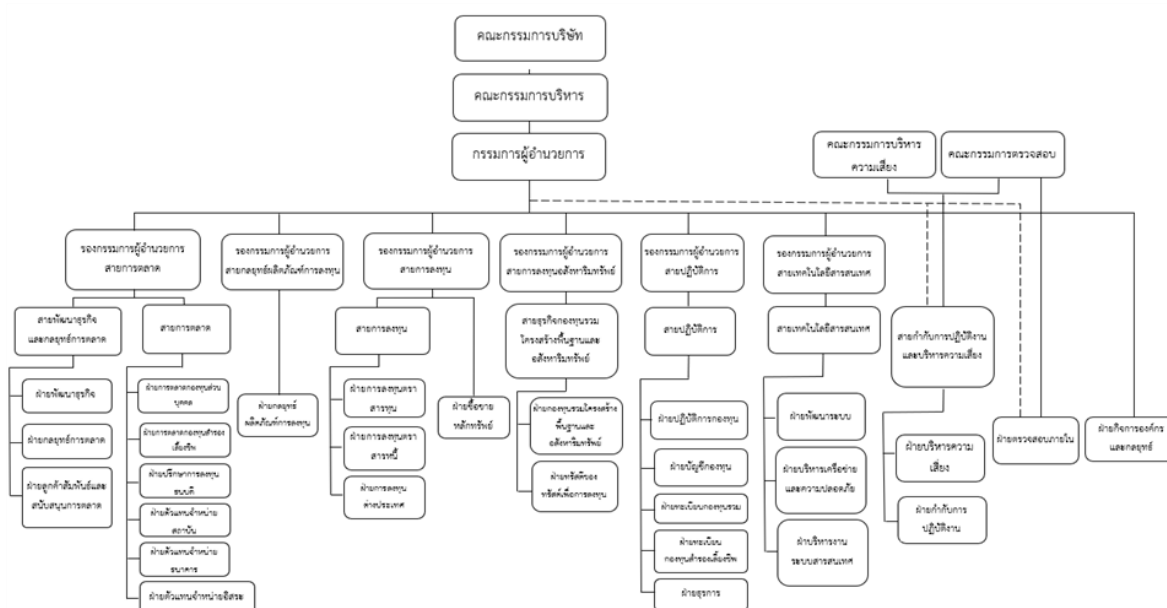 คณะกรรมการบริษัท
คณะกรรมการบริหาร
กรรมการผู้อำนวยการ
คณะกรรมการบริหาร
ความเสี่ยง
คณะกรรมการตรวจสอบ
รองกรรมการผู้อำนวยการ
สายการตลาด
รองกรรมการผู้อำนวยการ
สายกลยุทธ์ผลิตภัณฑ์การลงทุน
รองกรรมการผู้อำนวยการ
สายการลงทุน
รองกรรมการผู้อำนวยการ
สายการลงทุนอสังหาริมทรัพย์
รองกรรมการผู้อำนวยการ
สายปฏิบัติการ
รองกรรมการผู้อำนวยการ
สายเทคโนโลยีสารสนเทศ
สายพัฒนาธุรกิจ
และกลยุทธ์การตลาด
สายการตลาด
สายการลงทุน
สายธุรกิจกองทุนรวม
โครงสร้างพื้นฐานและ
อสังหาริมทรัพย์
สายปฏิบัติการ
สายเทคโนโลยีสารสนเทศ
สายกำกับการปฏิบัติงาน
และบริหารความเสี่ยง
ฝ่ายพัฒนาธุรกิจ
ฝ่ายกลยุทธ์การตลาด
ฝ่ายลูกค้าสัมพันธ์และ
สนับสนุนการตลาด
ฝ่ายการตลาดกองทุนส่วน
บุคคล
ฝ่ายการตลาดกองทุนสำรอง
เลี้ยงชีพ
ฝ่ายปรึกษาการลงทุน
ธนบดี
ฝ่ายตัวแทนจำหน่าย
สถาบัน
ฝ่ายตัวแทนจำหน่าย
ธนาคาร
ฝ่ายตัวแทนจำหน่ายอิสระ
ฝ่ายกลยุทธ์
ผลิตภัณฑ์การลงทุน
ฝ่ายการลงทุนตรา
สารทุน
ฝ่ายการลงทุนตรา
สารหนี้
ฝ่ายการลงทุน
ต่างประเทศ
ฝ่ายซื้อขาย
หลักทรัพย์
ฝ่ายกองทุนรวมโครงสร้าง
พื้นฐานและ
อสังหาริมทรัพย์
ฝ่ายทรัสตีของ
ทรัสต์เพื่อการลงทุน
ฝ่ายปฏิบัติการกองทุน
ฝ่ายบัญชีกองทุน
ฝ่ายทะเบียนกองทุนรวม
ฝ่ายทะเบียน
กองทุนสำรองเลี้ยงชีพ
ฝ่ายธุรการ
ฝ่ายพัฒนาระบบ
ฝ่ายบริหารเครือข่าย
และความปลอดภัย
ฝ่าบริหารงาน
ระบบสารสนเทศ
ฝ่ายบริหารความ
เสี่ยง
ฝ่ายกำกับการ
ปฏิบัติงาน
ฝ่ายตรวจสอบภายใน
ฝ่ายกิจการองค์กร
และกลยุทธ์